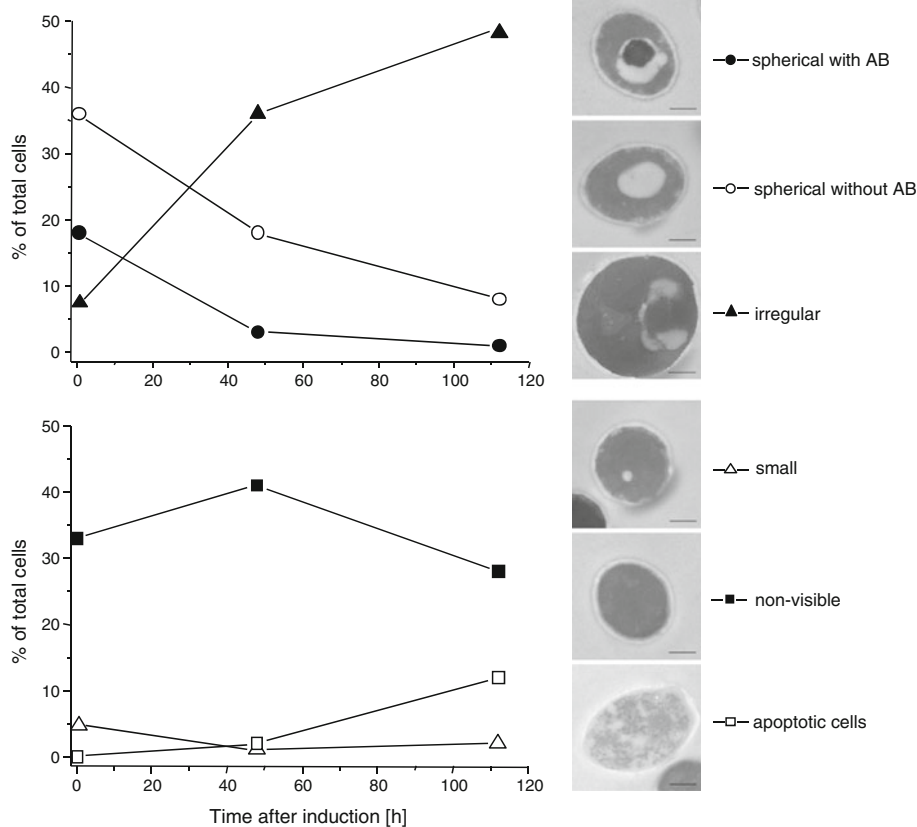 50
40
30
20
10
0
% of total cells
0 20 40 60 80 100 120
spherical with AB
spherical without AB
irregular
50
40
30
20
10
0
% of total cells
0 20 40 60 80 100 120
Time after induction [h]
small
non-visible
apoptotic cells